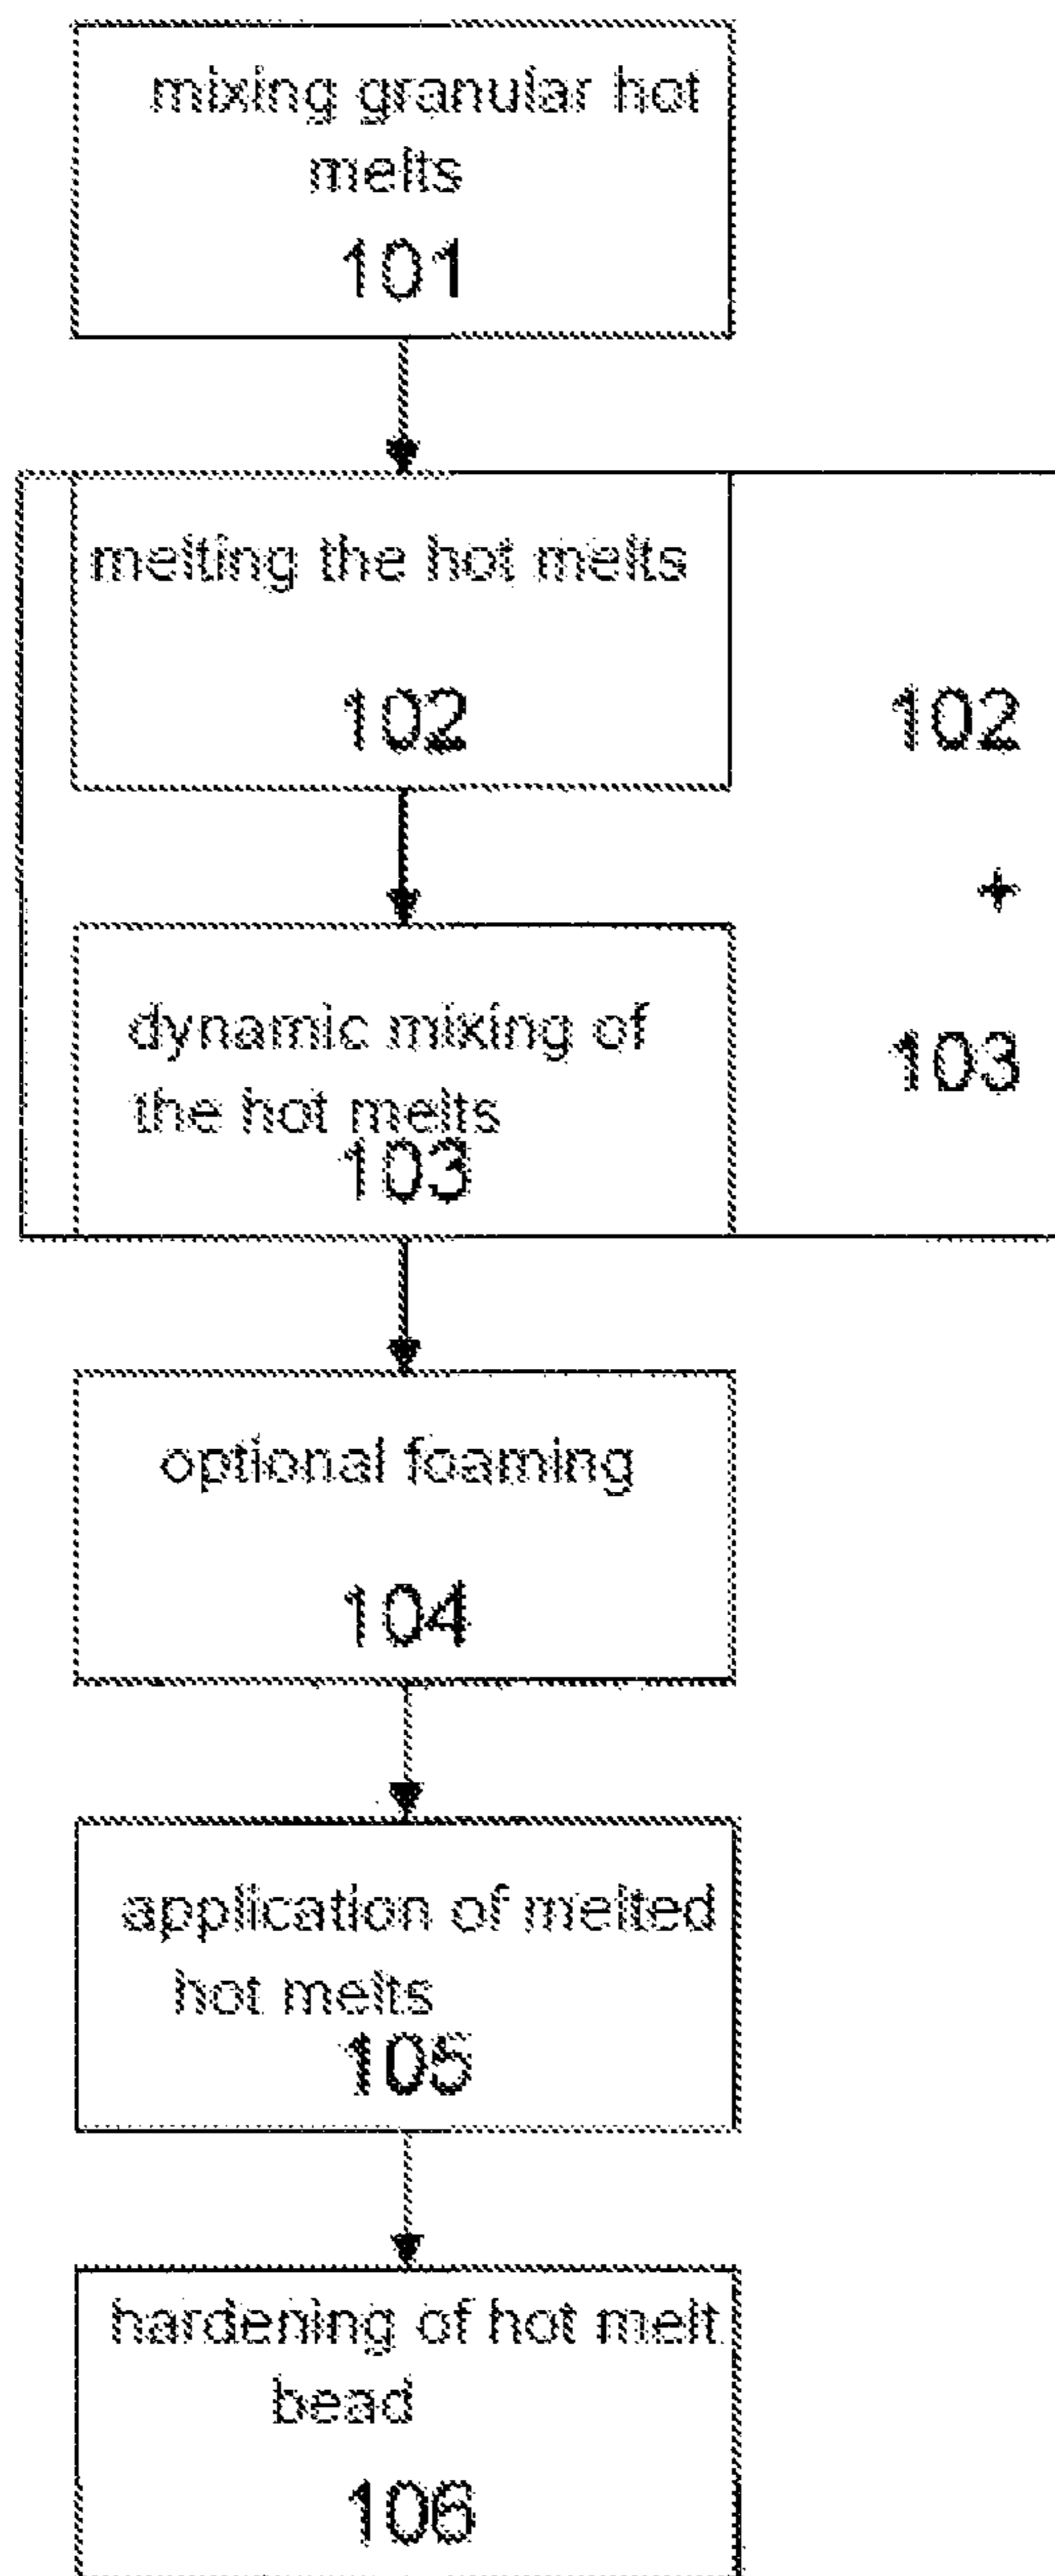 mixing granular hot
melts
101
melting the hot melts
102
102
+
dynamic mixing of
the hot melts
103
103
optional foaming
104
application of melted
hot melts
105
hardening of hot melt
bead
106